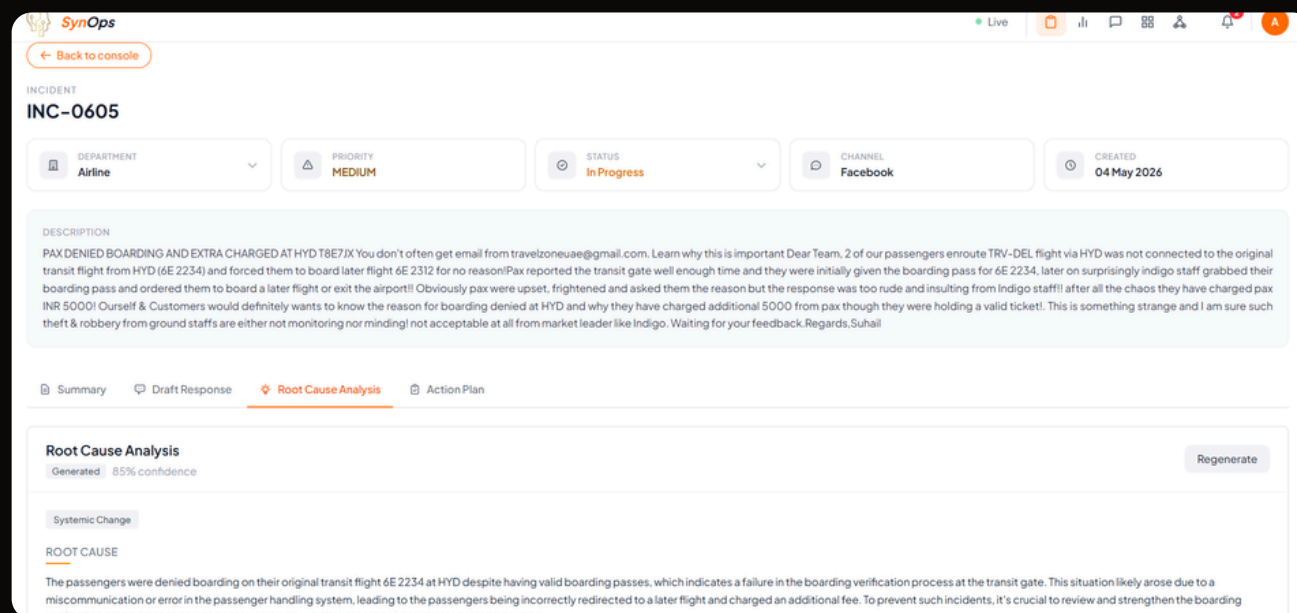 SynOps
Live
A
← Back to console
INCIDENT
INC-0605
DEPARTMENT
Airline
PRIORITY
MEDIUM
STATUS
In Progress
CHANNEL
Facebook
CREATED
04 May 2026
DESCRIPTION
PAX DENIED BOARDING AND EXTRA CHARGED AT HYD T8E7JX You don't often get email from travelzoneuae@gmail.com. Learn why this is important Dear Team, 2 of our passengers enroute TRV-DEL flight via HYD was not connected to the original
transit flight from HYD (6E 2234) and forced them to board later flight 6E 2312 for no reason!Pax reported the transit gate well enough time and they were initially given the boarding pass for 6E 2234, later on surprisingly indigo staff grabbed their
boarding pass and ordered them to board a later flight or exit the airport!! Obviously pax were upset, frightened and asked them the reason but the response was too rude and insulting from Indigo staff!! after all the chaos they have charged pax
INR 5000! Ourself & Customers would definitely wants to know the reason for boarding denied at HYD and why they have charged additional 5000 from pax though they were holding a valid ticket!. This is something strange and I am sure such
theft & robbery from ground staffs are either not monitoring nor minding! not acceptable at all from market leader like Indigo. Waiting for your feedback.Regards,Suhail
Summary
Draft Response
Root Cause Analysis
Action Plan
Root Cause Analysis
Generated 85% confidence
Regenerate
Systemic Change
ROOT CAUSE
The passengers were denied boarding on their original transit flight 6E 2234 at HYD despite having valid boarding passes, which indicates a failure in the boarding verification process at the transit gate. This situation likely arose due to a
miscommunication or error in the passenger handling system, leading to the passengers being incorrectly redirected to a later flight and charged an additional fee. To prevent such incidents, it's crucial to review and strengthen the boarding